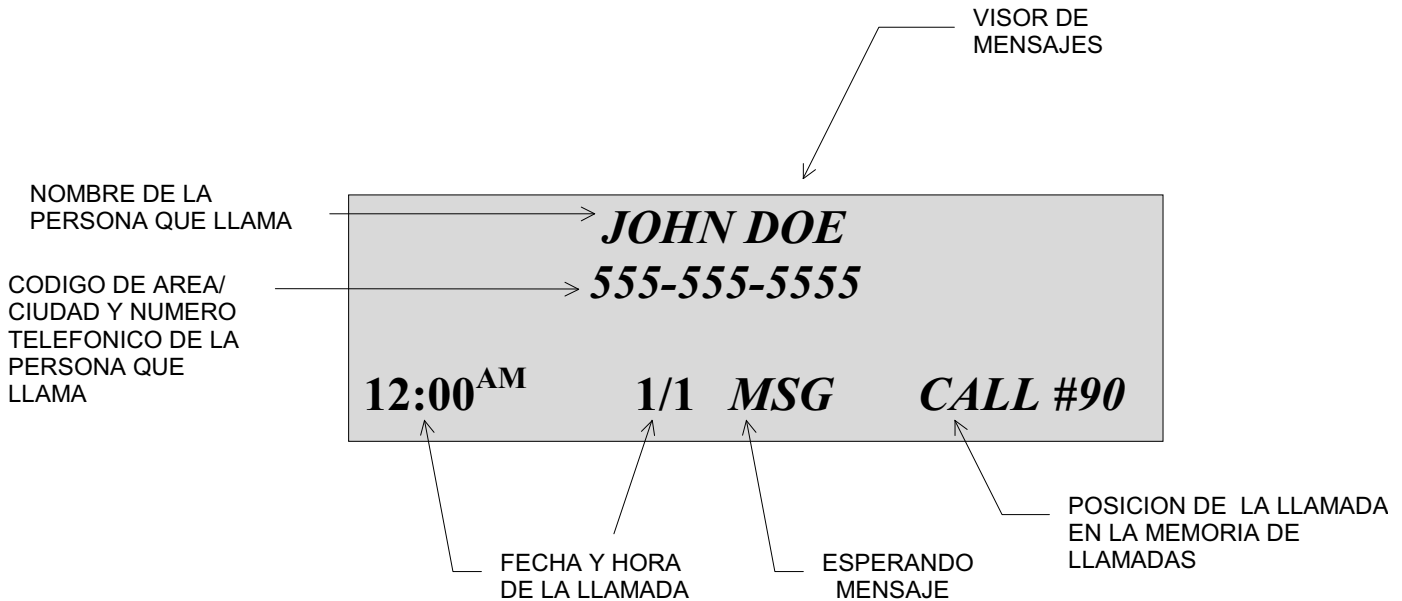 VISOR DE
MENSAJES
NOMBRE DE LA
PERSONA QUE LLAMA
JOHN DOE
555-555-5555
CODIGO DE AREA/
CIUDAD Y NUMERO
TELEFONICO DE LA
PERSONA QUE
LLAMA
12:00AM 1/1 MSG CALL #90
FECHA Y HORA
DE LA LLAMADA
ESPERANDO
MENSAJE
POSICION DE LA LLAMADA
EN LA MEMORIA DE
LLAMADAS